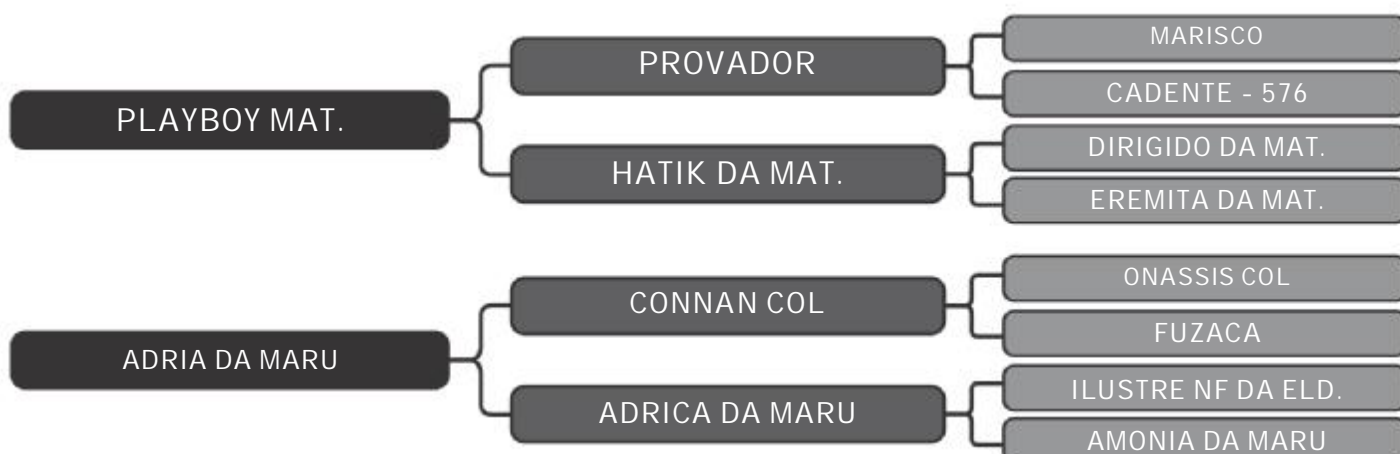 MARISCO
PROVADOR
CADENTE - 576
PLAYBOY MAT.
DIRIGIDO DA MAT.
HATIK DA MAT.
EREMITA DA MAT.
ONASSIS COL
CONNAN COL
FUZACA
ADRIA DA MARU
ILUSTRE NF DA ELD.
ADRICA DA MARU
AMONIA DA MARU